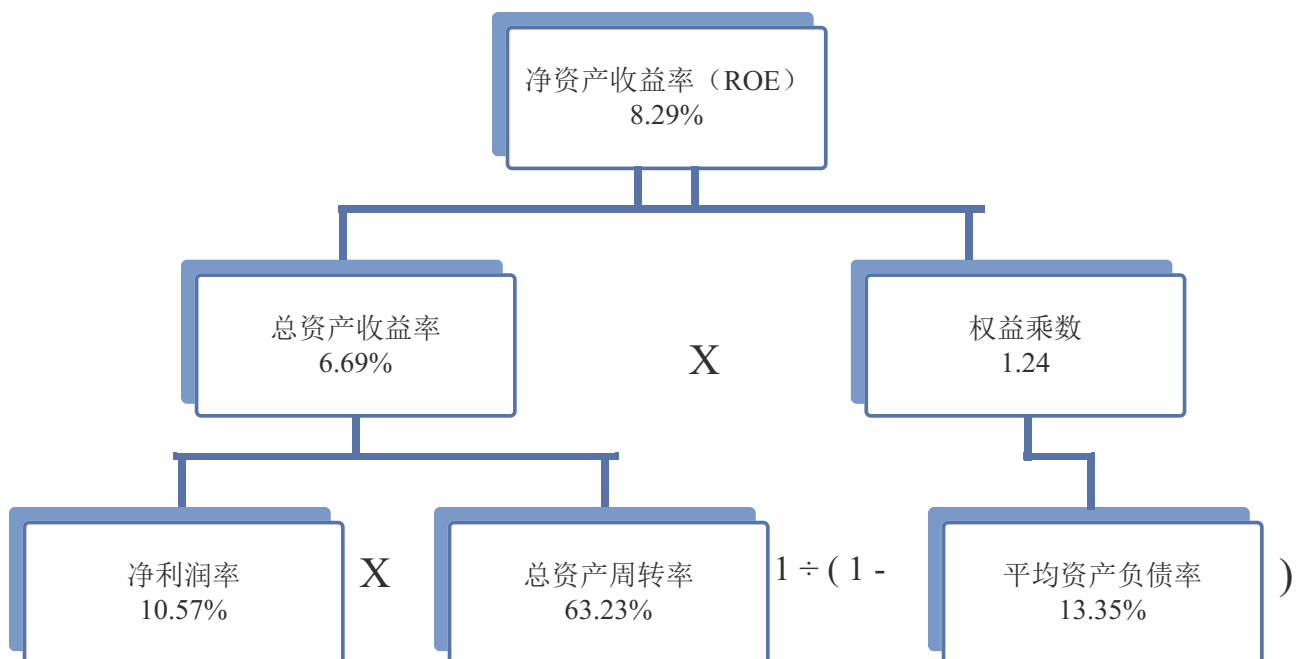 净资产收益率（ROE）
8.29%
总资产收益率
6.69%
X
权益乘数
1.24
净利润率
10.57%
X
总资产周转率
63.23%
1 ÷ ( 1 -
平均资产负债率
13.35%
)